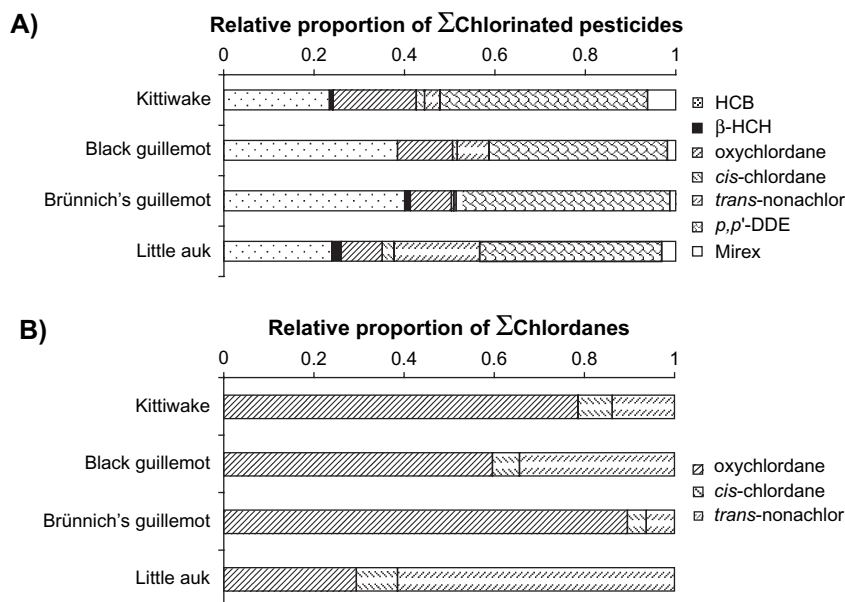 A)
Relative proportion of ΣChlorinated pesticides
0 0.2 0.4 0.6 0.8 1
Kittiwake
Black guillemot
Brünnich's guillemot
Little auk
HCB
β-HCH
oxychlordane
cis-chlordane
trans-nonachlor
p,p'-DDE
Mirex
B)
Relative proportion of ΣChlordanes
0 0.2 0.4 0.6 0.8 1
Kittiwake
Black guillemot
Brünnich's guillemot
Little auk
oxychlordane
cis-chlordane
trans-nonachlor